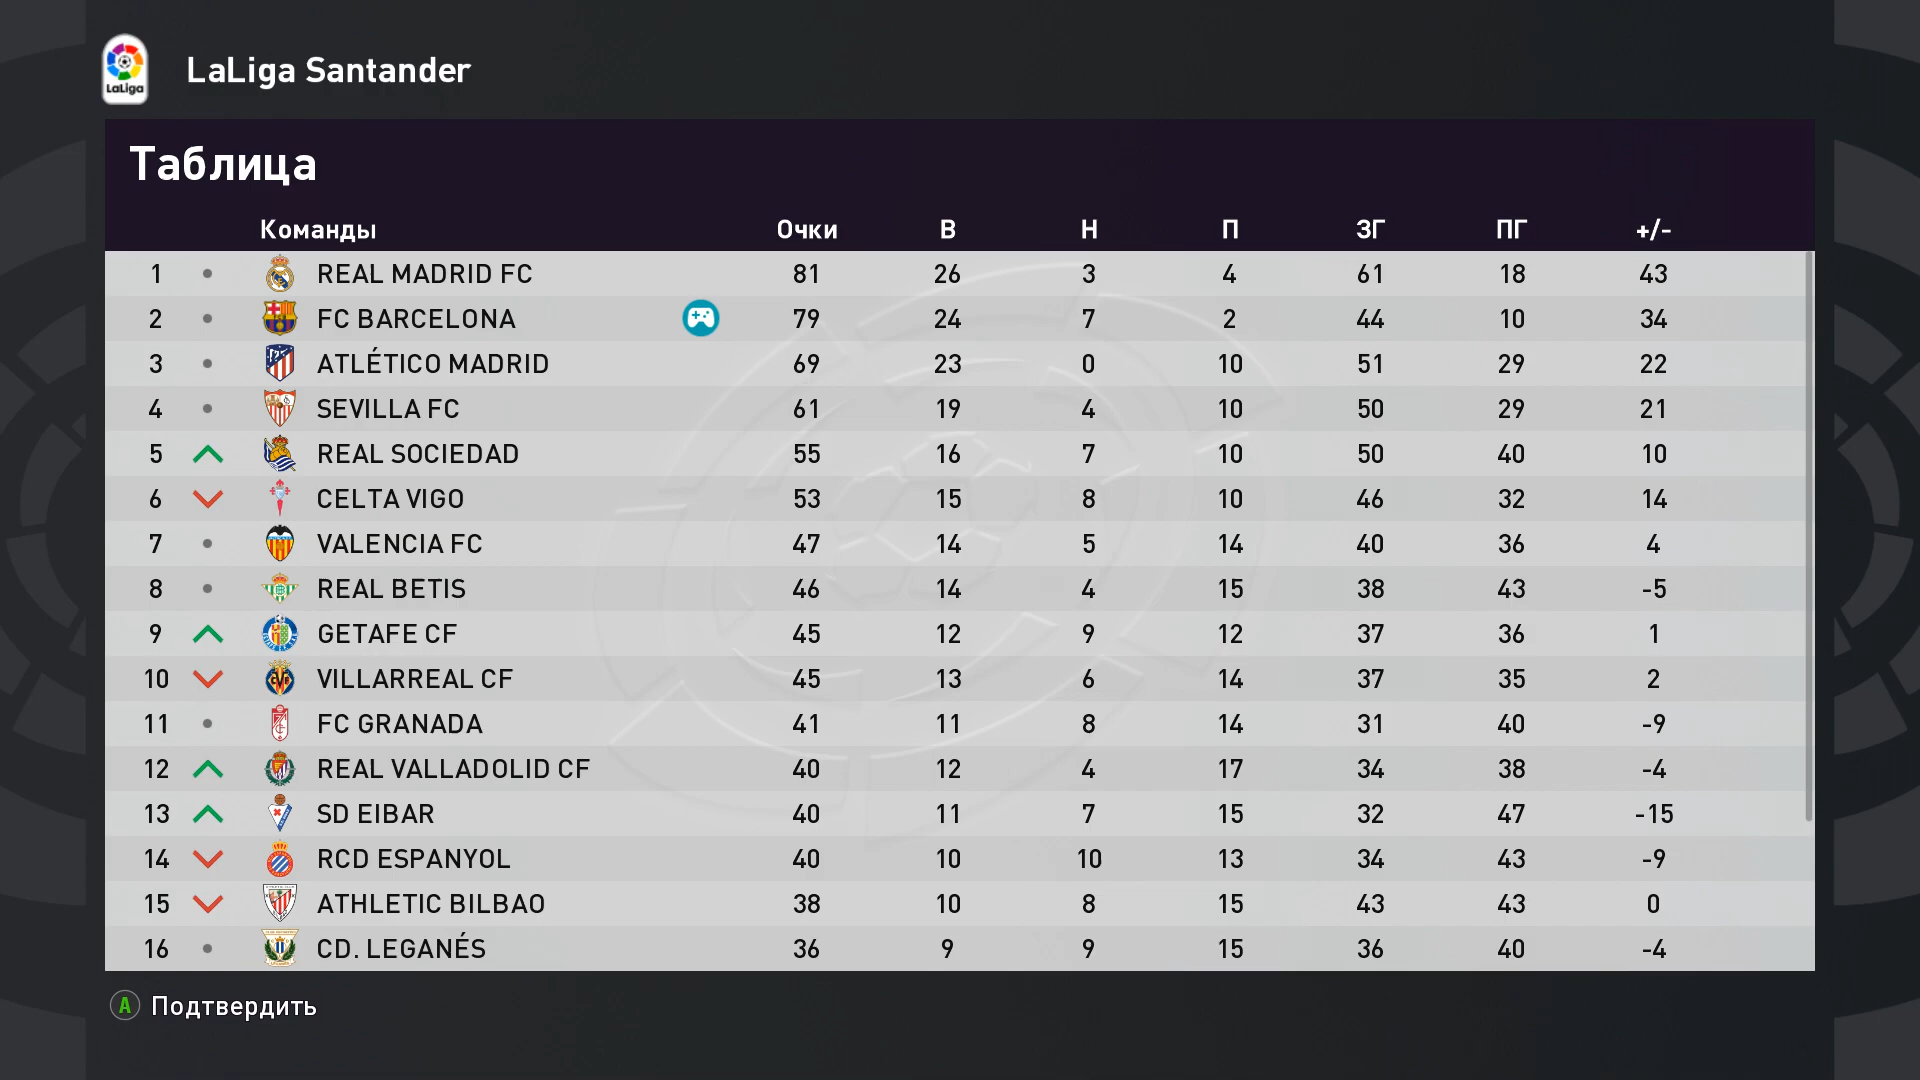 LaLiga
LaLiga Santander
Таблица
Команды Очки В Н П ЗГ ПГ +/-
1 REAL MADRID FC 81 26 3 4 61 18 43
2 FC BARCELONA 79 24 7 2 44 10 34
3 ATLÉTICO MADRID 69 23 0 10 51 29 22
4 SEVILLA FC 61 19 4 10 50 29 21
5 REAL SOCIEDAD 55 16 7 10 50 40 10
6 CELTA VIGO 53 15 8 10 46 32 14
7 VALENCIA FC 47 14 5 14 40 36 4
8 REAL BETIS 46 14 4 15 38 43 -5
9 GETAFE CF 45 12 9 12 37 36 1
10 VILLARREAL CF 45 13 6 14 37 35 2
11 FC GRANADA 41 11 8 14 31 40 -9
12 REAL VALLADOLID CF 40 12 4 17 34 38 -4
13 SD EIBAR 40 11 7 15 32 47 -15
14 RCD ESPANYOL 40 10 10 13 34 43 -9
15 ATHLETIC BILBAO 38 10 8 15 43 43 0
16 CD. LEGANÉS 36 9 9 15 36 40 -4
A Подтвердить